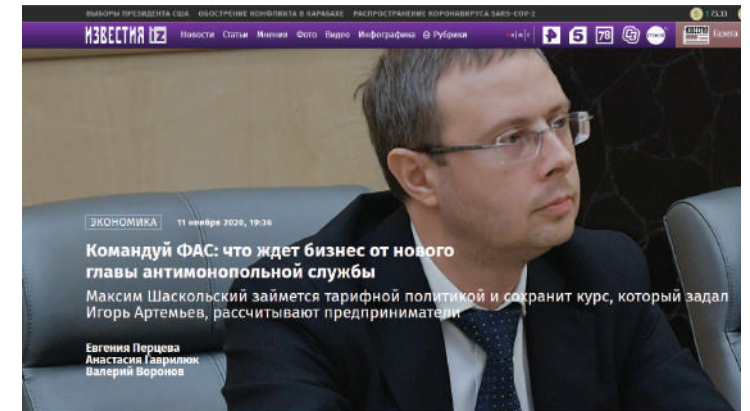 ВЫБОРЫ ПРЕЗИДЕНТА США ОБОСТРЕНИЕ КОНФЛИКТА В КАРАБАХЕ РАСПРОСТРАНЕНИЕ КОРОНАВИРУСА SARS-COV-2
ИЗВЕСТИЯ IZ Новости Статьи Мнения Фото Видео Инфографика Рубрики 5 78 Газета
ЭКОНОМИКА 11 ноября 2020, 19:36
Командуй ФАС: что ждет бизнес от нового
главы антимонопольной службы
Максим Шаскольский займется тарифной политикой и сохранит курс, который задал
Игорь Артемьев, рассчитывают предприниматели
Евгения Перцева
Анастасия Гаврилюк
Валерий Воронов